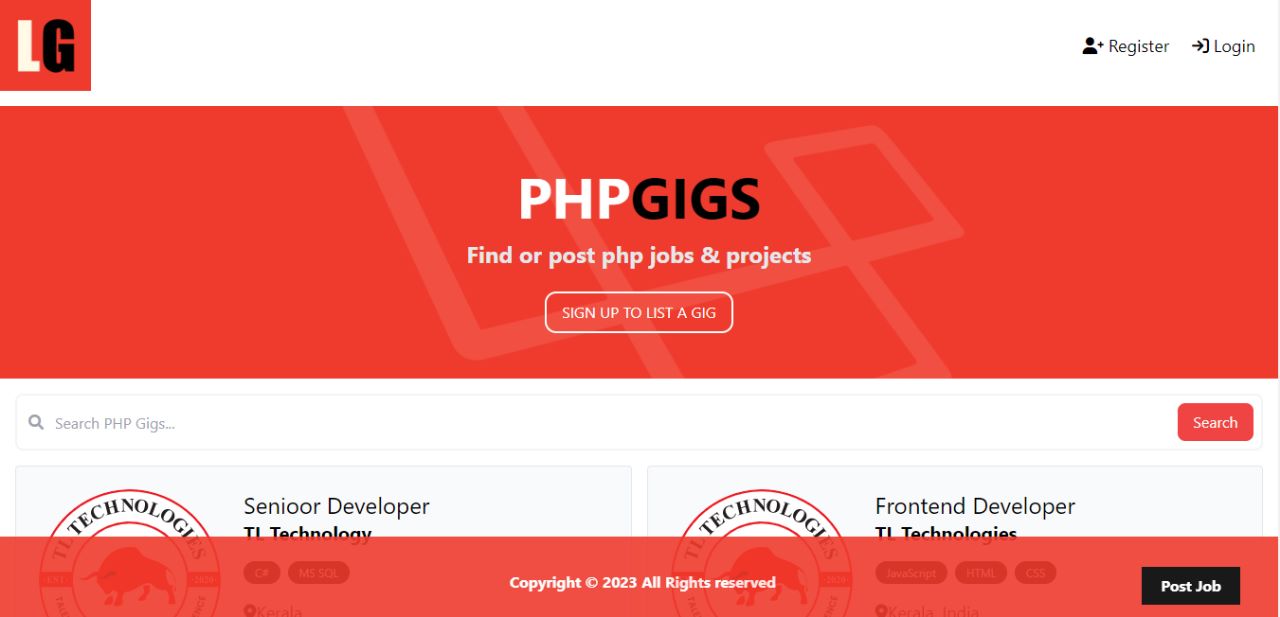 LG
Register Login
PHPGIGS
Find or post php jobs & projects
SIGN UP TO LIST A GIG
Search PHP Gigs...
Search
TL TECHNOLOGIES
EST
2020
Senioor Developer
TL Technology
C# MS SQL
Kerala
TL TECHNOLOGIES
2020
Frontend Developer
TL Technologies
JavaScript HTML CSS
Kerala, India
Copyright © 2023 All Rights reserved
Post Job